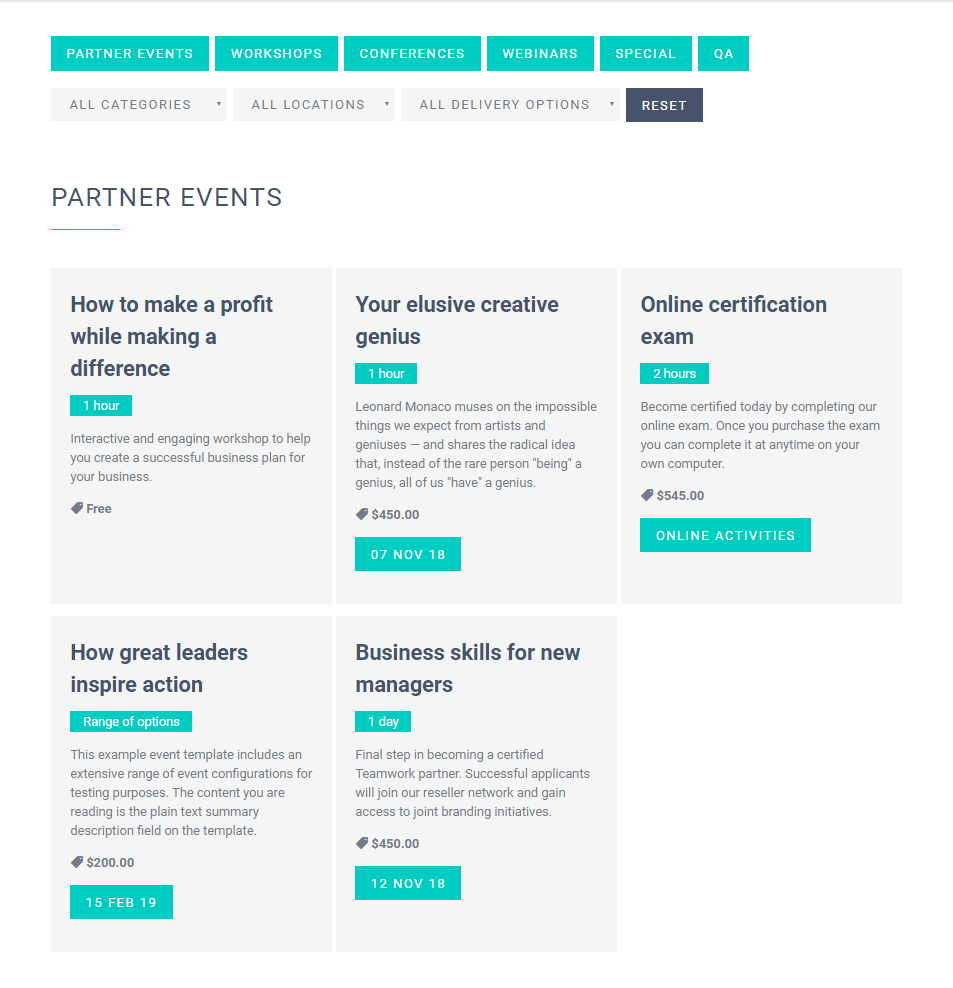 PARTNER EVENTS WORKSHOPS CONFERENCES WEBINARS SPECIAL QA
ALL CATEGORIES ALL LOCATIONS ALL DELIVERY OPTIONS RESET
PARTNER EVENTS
How to make a profit
while making a
difference
1 hour
Interactive and engaging workshop to help
you create a successful business plan for
your business.
Free
Your elusive creative
genius
1 hour
Leonard Monaco muses on the impossible
things we expect from artists and
geniuses — and shares the radical idea
that, instead of the rare person "being" a
genius, all of us "have" a genius.
$450.00
07 NOV 18
Online certification
exam
2 hours
Become certified today by completing our
online exam. Once you purchase the exam
you can complete it at anytime on your
own computer.
$545.00
ONLINE ACTIVITIES
How great leaders
inspire action
Range of options
This example event template includes an
extensive range of event configurations for
testing purposes. The content you are
reading is the plain text summary
description field on the template.
$200.00
15 FEB 19
Business skills for new
managers
1 day
Final step in becoming a certified
Teamwork partner. Successful applicants
will join our reseller network and gain
access to joint branding initiatives.
$450.00
12 NOV 18